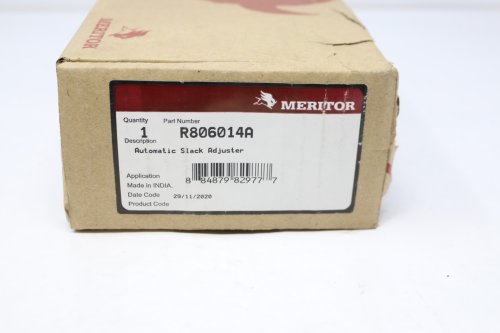 MERITOR
MERITOR
Quantity Part Number
1 R806014A
Description
Automatic Slack Adjuster
Application
Made in INDIA.
8 84879 82977 7
Date Code 29/11/2020
Product Code